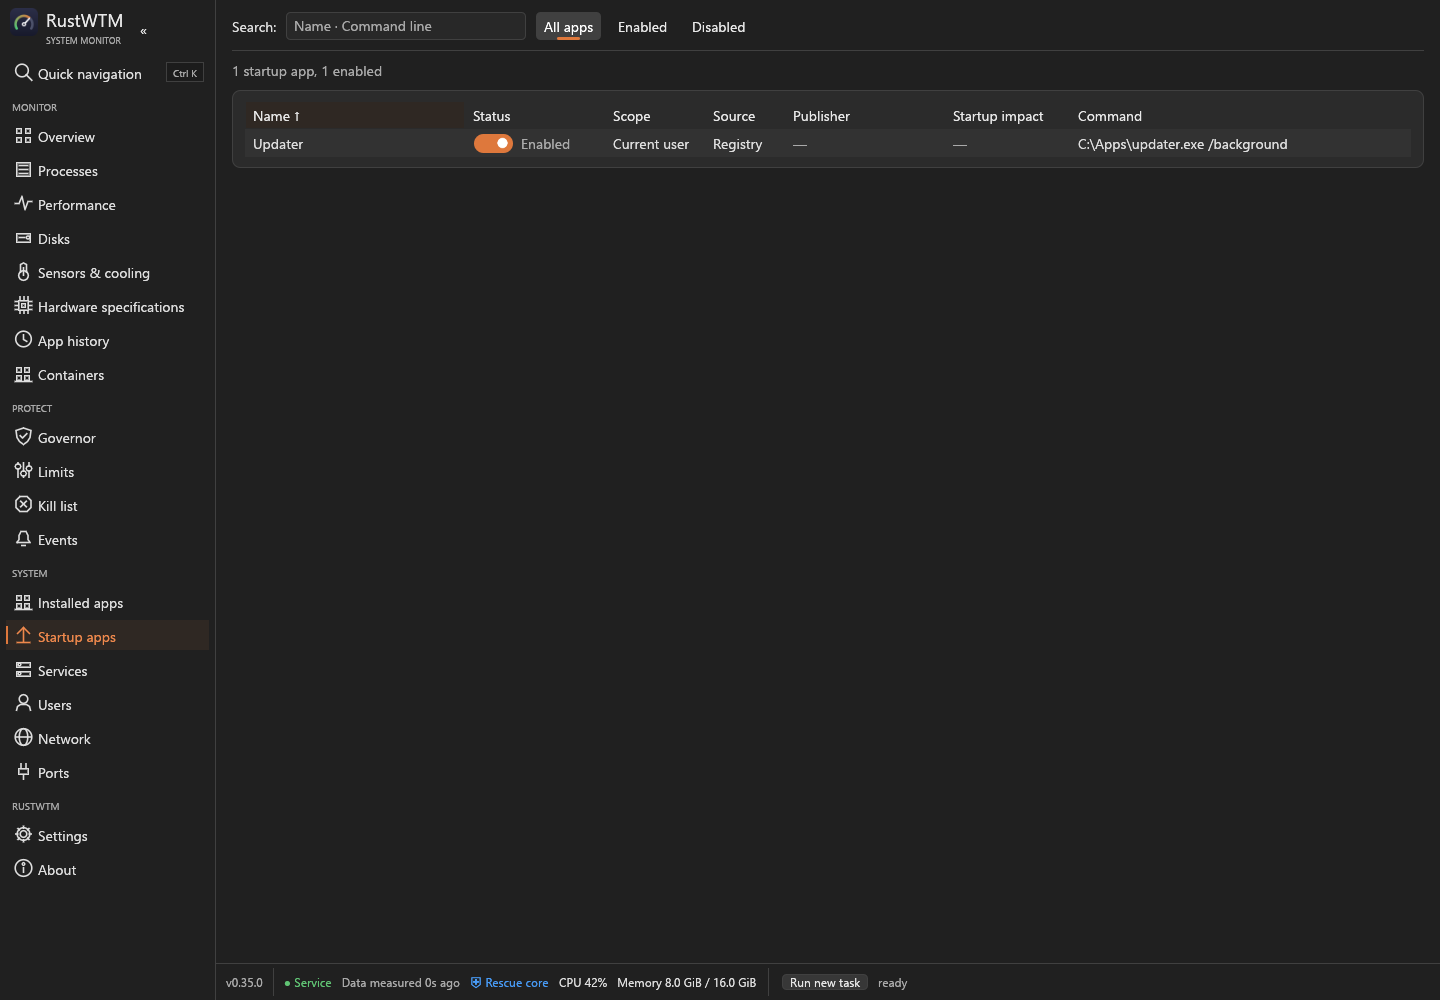 RustWTM
SYSTEM MONITOR
«
Quick navigation Ctrl K
MONITOR
Overview
Processes
Performance
Disks
Sensors & cooling
Hardware specifications
App history
Containers
PROTECT
Governor
Limits
Kill list
Events
SYSTEM
Installed apps
Startup apps
Services
Users
Network
Ports
RUSTWTM
Settings
About
Search: Name · Command line All apps Enabled Disabled
1 startup app, 1 enabled
Name ↑ Status Scope Source Publisher Startup impact Command
Updater Enabled Current user Registry — — C:\Apps\updater.exe /background
v0.35.0 ● Service Data measured 0s ago Rescue core CPU 42% Memory 8.0 GiB / 16.0 GiB Run new task ready